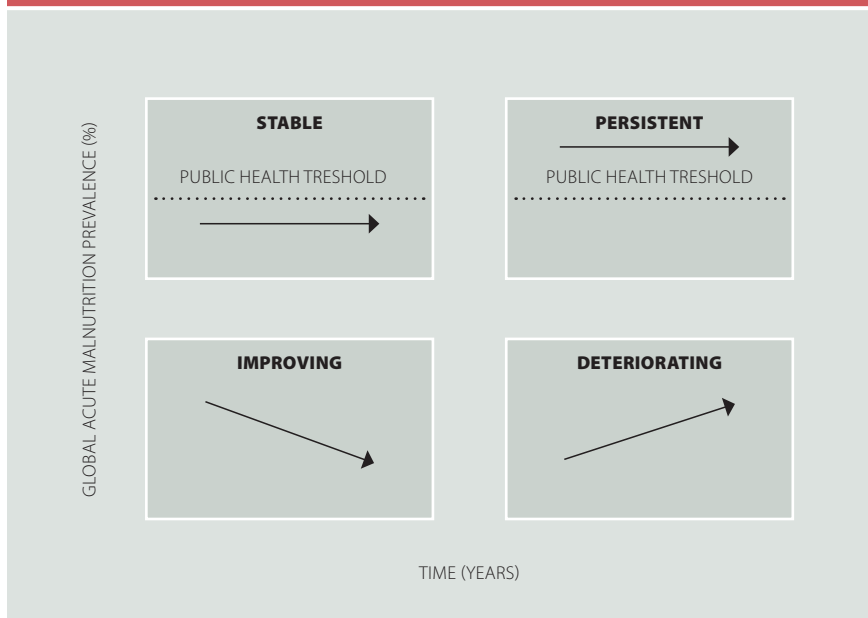 GLOBAL ACUTE MALNUTRITION PREVALENCE (%)
STABLE
PUBLIC HEALTH TRESHOLD
PERSISTENT
PUBLIC HEALTH TRESHOLD
IMPROVING
DETERIORATING
TIME (YEARS)